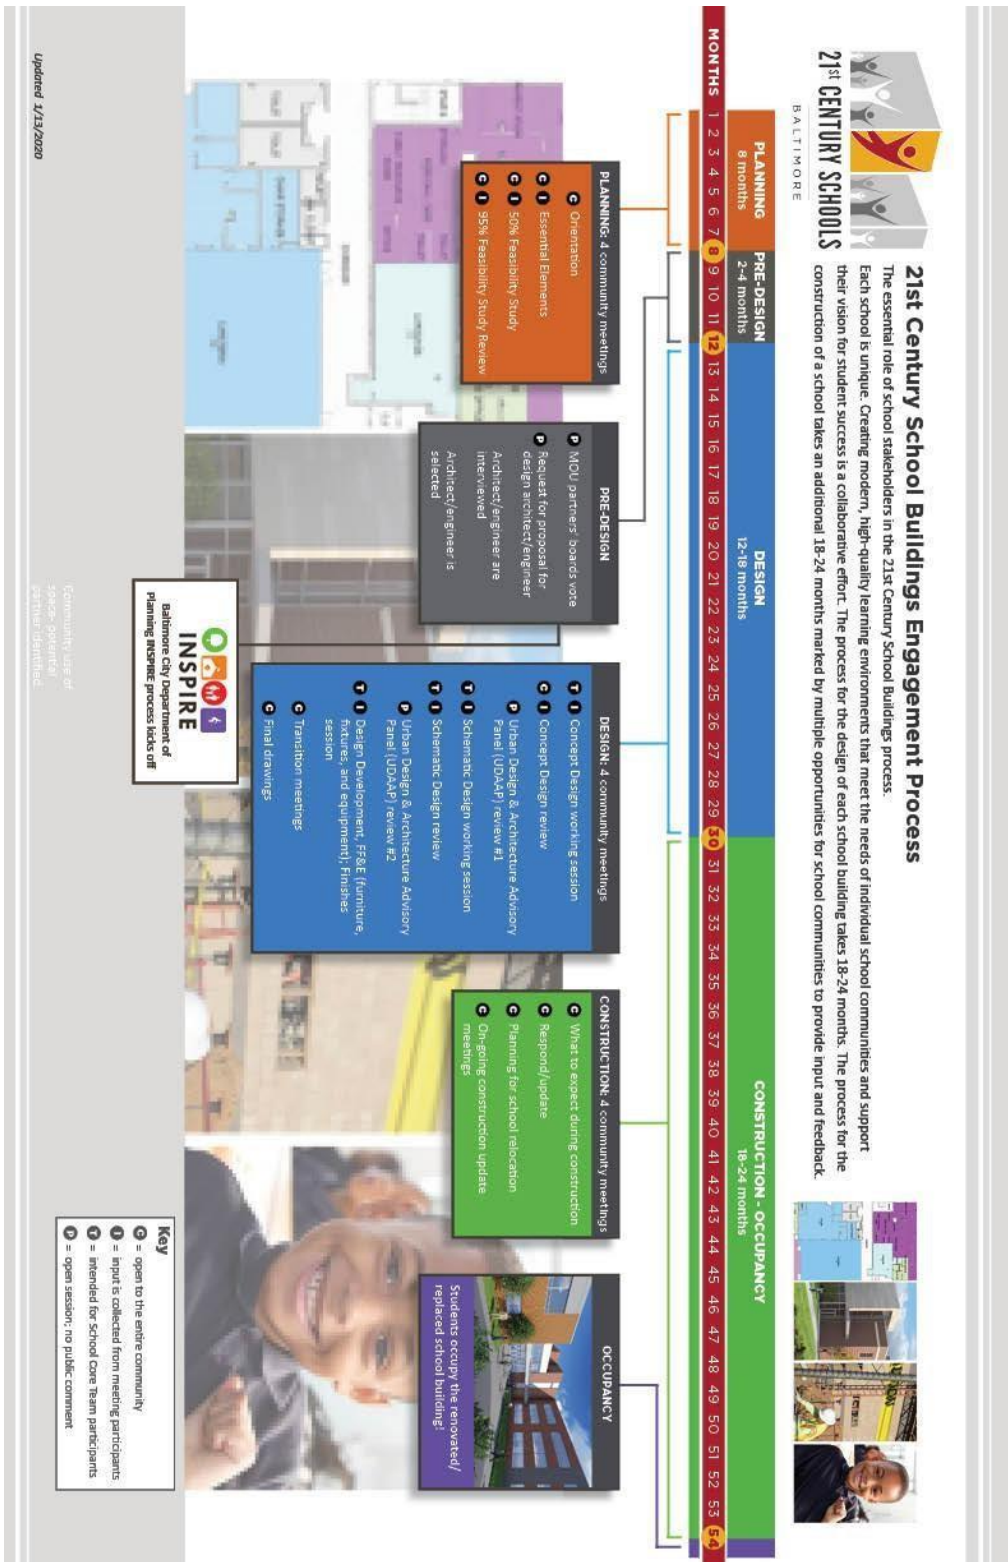 21st CENTURY SCHOOLS
BALTIMORE
21st Century School Buildings Engagement Process
The essential role of school stakeholders in the 21st Century School Buildings process.
Each school is unique. Creating modern, high-quality learning environments that meet the needs of individual school communities and support
their vision for student success is a collaborative effort. The process for the design of each school building takes 18-24 months. The process for the
construction of a school takes an additional 18-24 months marked by multiple opportunities for school communities to provide input and feedback.
PLANNING
8 months
PRE-DESIGN
2-4 months
DESIGN
12-18 months
CONSTRUCTION - OCCUPANCY
18-24 months
MONTHS 1 2 3 4 5 6 7 8 9 10 11 12 13 14 15 16 17 18 19 20 21 22 23 24 25 26 27 28 29 30 31 32 33 34 35 36 37 38 39 40 41 42 43 44 45 46 47 48 49 50 51 52 53 54
PLANNING: 4 community meetings
C Orientation
C I Essential Elements
C I 50% Feasibility Study
C I 95% Feasibility Study Review
PRE-DESIGN
P MOU partners' boards vote
P Request for proposal for
design architect/engineer
Architect/engineer are
interviewed
Architect/engineer is
selected
INSPIRE
Baltimore City Department of
Planning INSPIRE process kicks off
DESIGN: 4 community meetings
T I Concept Design working session
C I Concept Design review
P Urban Design & Architecture Advisory
Panel (UDAAP) review #1
T I Schematic Design working session
T I Schematic Design review
P Urban Design & Architecture Advisory
Panel (UDAAP) review #2
T I Design Development, FF&E (furniture,
fixtures, and equipment); Finishes
session
C Transition meetings
C Final drawings
CONSTRUCTION: 4 community meetings
C What to expect during construction
C Respond/update
C Planning for school relocation
C On-going construction update
meetings
OCCUPANCY
Students occupy the renovated/
replaced school building!
Community use of
space- potential
partner identified.
Key
C = open to the entire community
I = input is collected from meeting participants
T = intended for School Core Team participants
P = open session; no public comment
Updated 1/13/2020